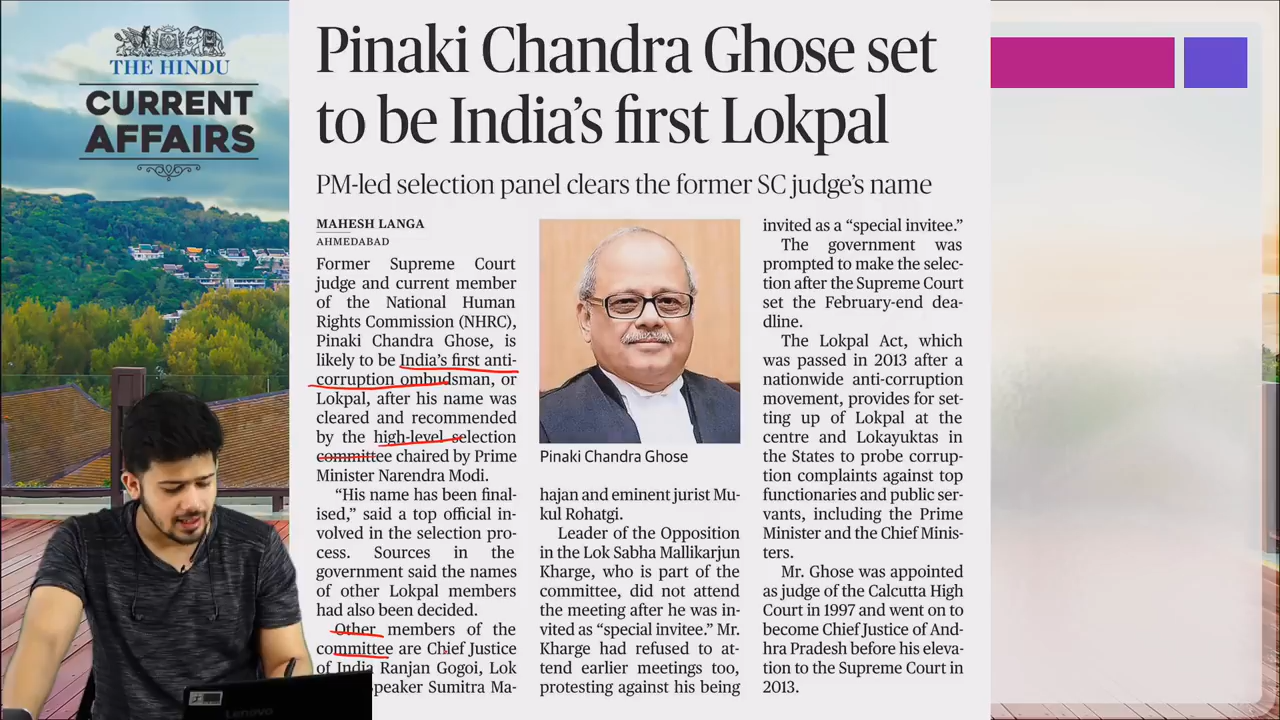 THE HINDU
CURRENT
AFFAIRS
Pinaki Chandra Ghose set
to be India's first Lokpal
PM-led selection panel clears the former SC judge's name
MAHESH LANGA
AHMEDABAD
Former Supreme Court
judge and current member
of the National Human
Rights Commission (NHRC),
Pinaki Chandra Ghose, is
likely to be India's first anti-
corruption ombudsman, or
Lokpal, after his name was
cleared and recommended
by the high-level selection
committee chaired by Prime
Minister Narendra Modi.
"His name has been final-
ised," said a top official in-
volved in the selection pro-
cess. Sources in the
government said the names
of other Lokpal members
had also been decided.
Other members of the
committee are Chief Justice
of India Ranjan Gogoi, Lok
speaker Sumitra Ma-
Pinaki Chandra Ghose
hajan and eminent jurist Mu-
kul Rohatgi.
Leader of the Opposition
in the Lok Sabha Mallikarjun
Kharge, who is part of the
committee, did not attend
the meeting after he was in-
vited as "special invitee." Mr.
Kharge had refused to at-
tend earlier meetings too,
protesting against his being
invited as a "special invitee."
The government was
prompted to make the selec-
tion after the Supreme Court
set the February-end dea-
dline.
The Lokpal Act, which
was passed in 2013 after a
nationwide anti-corruption
movement, provides for set-
ting up of Lokpal at the
centre and Lokayuktas in
the States to probe corrup-
tion complaints against top
functionaries and public ser-
vants, including the Prime
Minister and the Chief Minis-
ters.
Mr. Ghose was appointed
as judge of the Calcutta High
Court in 1997 and went on to
become Chief Justice of And-
hra Pradesh before his eleva-
tion to the Supreme Court in
2013.
Lenovo